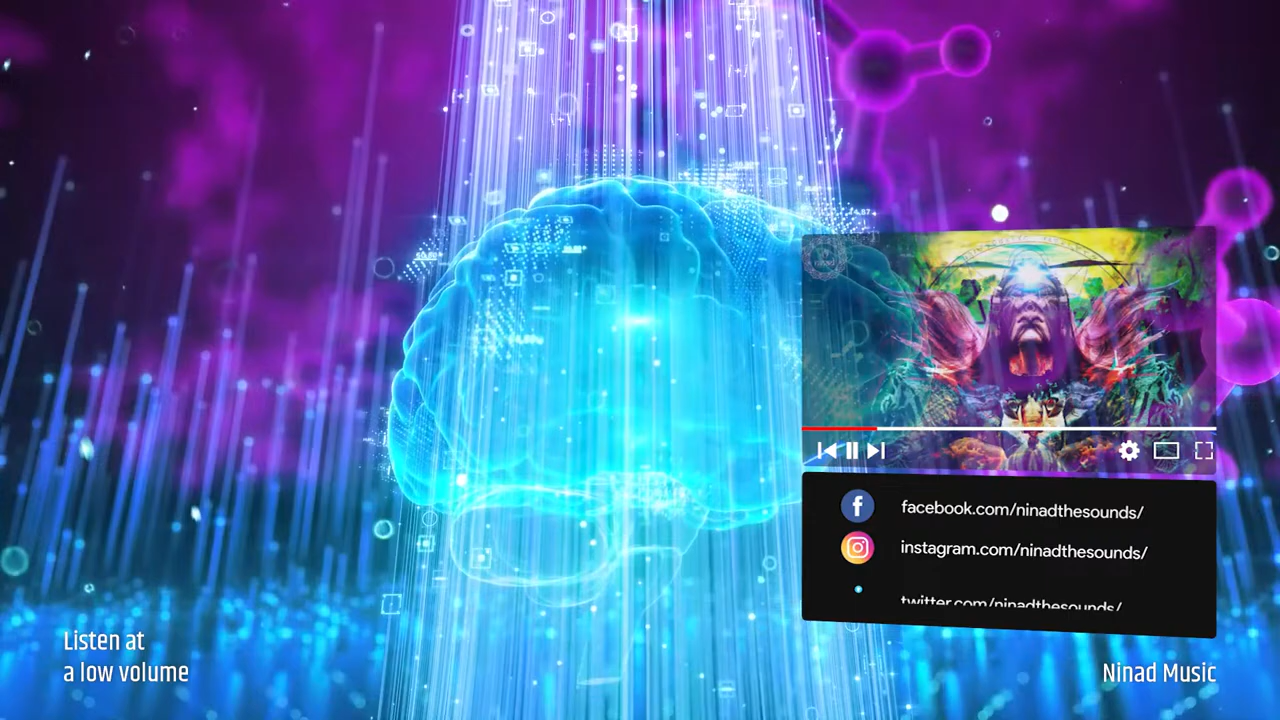 facebook.com/ninadthesounds/
instagram.com/ninadthesounds/
twitter.com/ninadthesounds/
Listen at
a low volume
Ninad Music